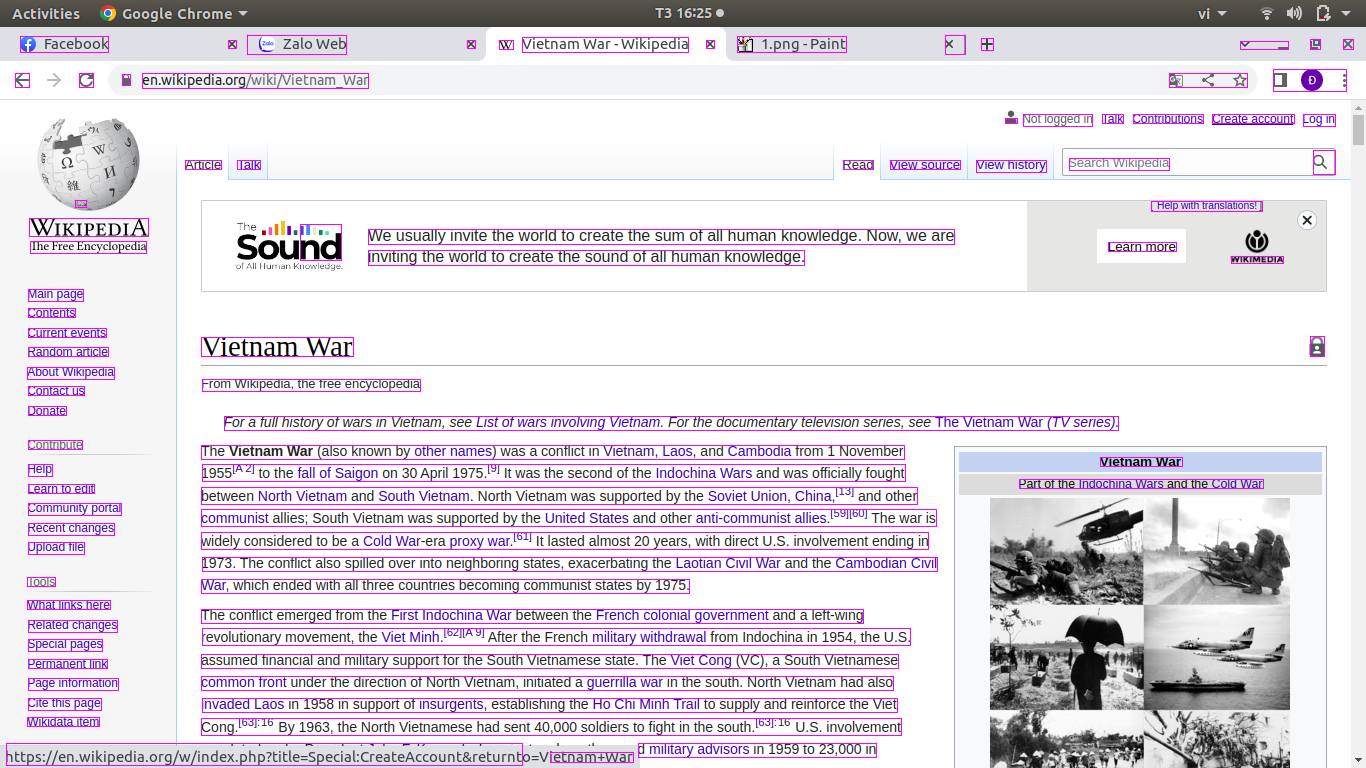 Activities Google Chrome T3 16:25 vi
Facebook Zalo Web Vietnam War - Wikipedia 1.png - Paint
en.wikipedia.org/wiki/Vietnam_War Đ
Not logged in Talk Contributions Create account Log in
Article Talk Read View source View history Search Wikipedia
WIKIPEDIA
The Free Encyclopedia
Main page
Contents
Current events
Random article
About Wikipedia
Contact us
Donate
Contribute
Help
Learn to edit
Community portal
Recent changes
Upload file
Tools
What links here
Related changes
Special pages
Permanent link
Page information
Cite this page
Wikidata item
[ Help with translations! ]
The
Sound
of All Human Knowledge.
We usually invite the world to create the sum of all human knowledge. Now, we are
inviting the world to create the sound of all human knowledge.
Learn more
WIKIMEDIA
Vietnam War
From Wikipedia, the free encyclopedia
For a full history of wars in Vietnam, see List of wars involving Vietnam. For the documentary television series, see The Vietnam War (TV series).
The Vietnam War (also known by other names) was a conflict in Vietnam, Laos, and Cambodia from 1 November
1955[A 2] to the fall of Saigon on 30 April 1975.[9] It was the second of the Indochina Wars and was officially fought
between North Vietnam and South Vietnam. North Vietnam was supported by the Soviet Union, China,[13] and other
communist allies; South Vietnam was supported by the United States and other anti-communist allies.[59][60] The war is
widely considered to be a Cold War-era proxy war.[61] It lasted almost 20 years, with direct U.S. involvement ending in
1973. The conflict also spilled over into neighboring states, exacerbating the Laotian Civil War and the Cambodian Civil
War, which ended with all three countries becoming communist states by 1975.
The conflict emerged from the First Indochina War between the French colonial government and a left-wing
revolutionary movement, the Viet Minh.[62][A 9] After the French military withdrawal from Indochina in 1954, the U.S.
assumed financial and military support for the South Vietnamese state. The Viet Cong (VC), a South Vietnamese
common front under the direction of North Vietnam, initiated a guerrilla war in the south. North Vietnam had also
invaded Laos in 1958 in support of insurgents, establishing the Ho Chi Minh Trail to supply and reinforce the Viet
Cong.[63]:16 By 1963, the North Vietnamese had sent 40,000 soldiers to fight in the south.[63]:16 U.S. involvement
military advisors in 1959 to 23,000 in
Vietnam War
Part of the Indochina Wars and the Cold War
https://en.wikipedia.org/w/index.php?title=Special:CreateAccount&returnto=Vietnam+War